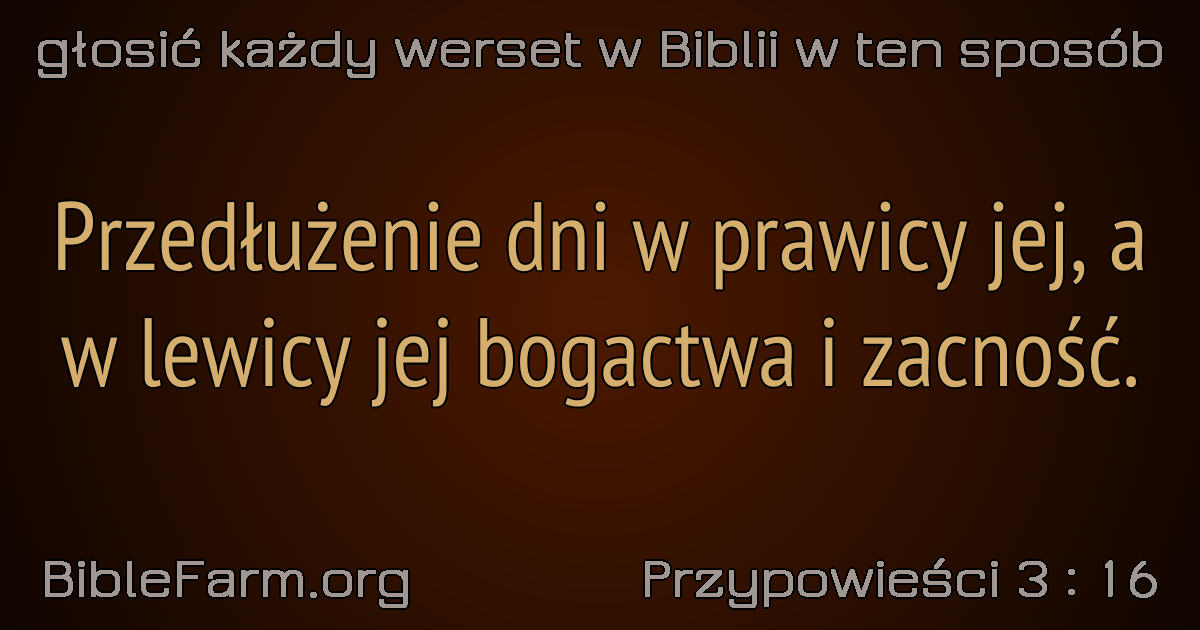 głosić każdy werset w Biblii w ten sposób
Przedłużenie dni w prawicy jej, a
w lewicy jej bogactwa i zacność.
BibleFarm.org
Przypowieści 3 : 16